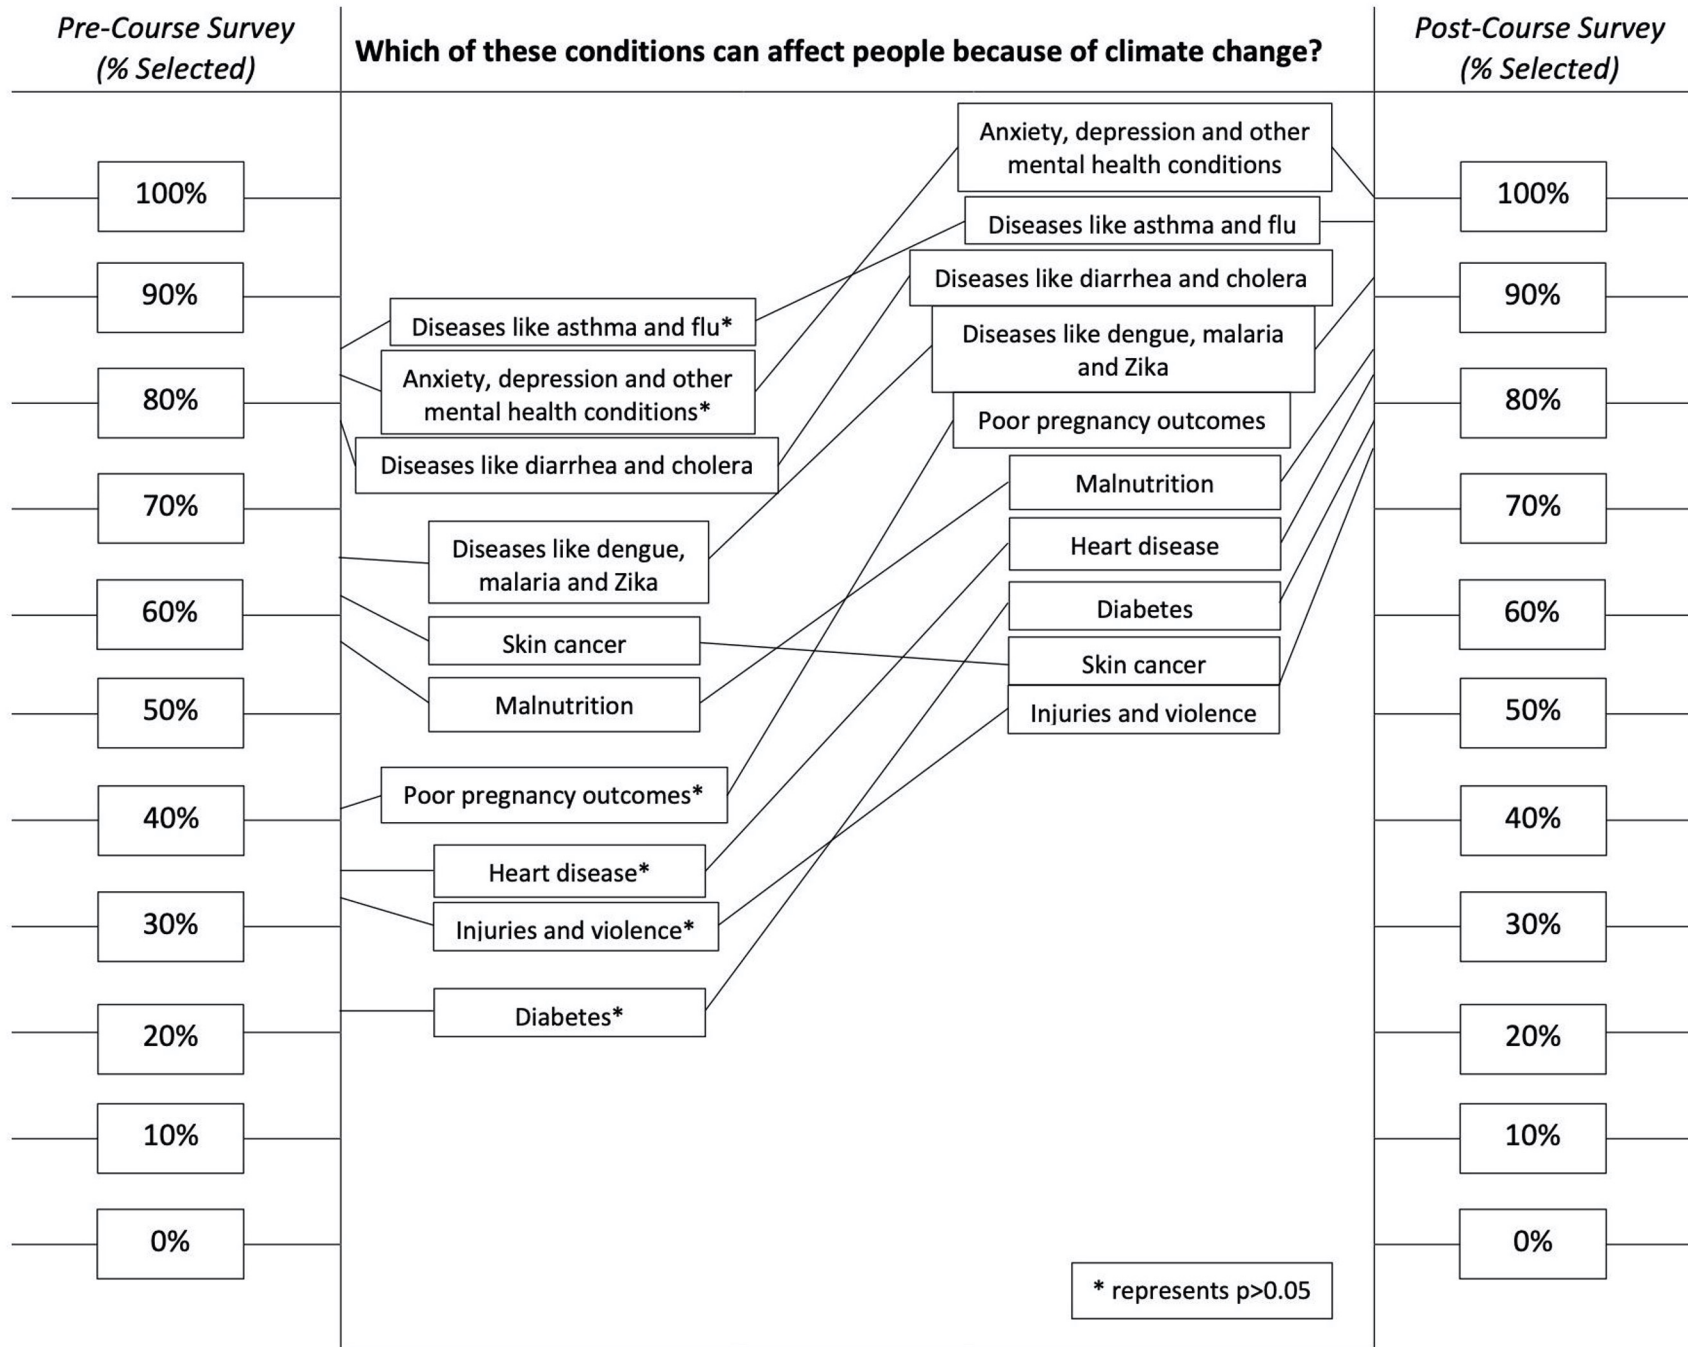 Pre-Course Survey
(% Selected)
Which of these conditions can affect people because of climate change?
Post-Course Survey
(% Selected)
100%
90%
80%
70%
60%
50%
40%
30%
20%
10%
0%
Diseases like asthma and flu*
Anxiety, depression and other
mental health conditions*
Diseases like diarrhea and cholera
Diseases like dengue,
malaria and Zika
Skin cancer
Malnutrition
Poor pregnancy outcomes*
Heart disease*
Injuries and violence*
Diabetes*
Anxiety, depression and other
mental health conditions
Diseases like asthma and flu
Diseases like diarrhea and cholera
Diseases like dengue, malaria
and Zika
Poor pregnancy outcomes
Malnutrition
Heart disease
Diabetes
Skin cancer
Injuries and violence
100%
90%
80%
70%
60%
50%
40%
30%
20%
10%
0%
* represents p>0.05